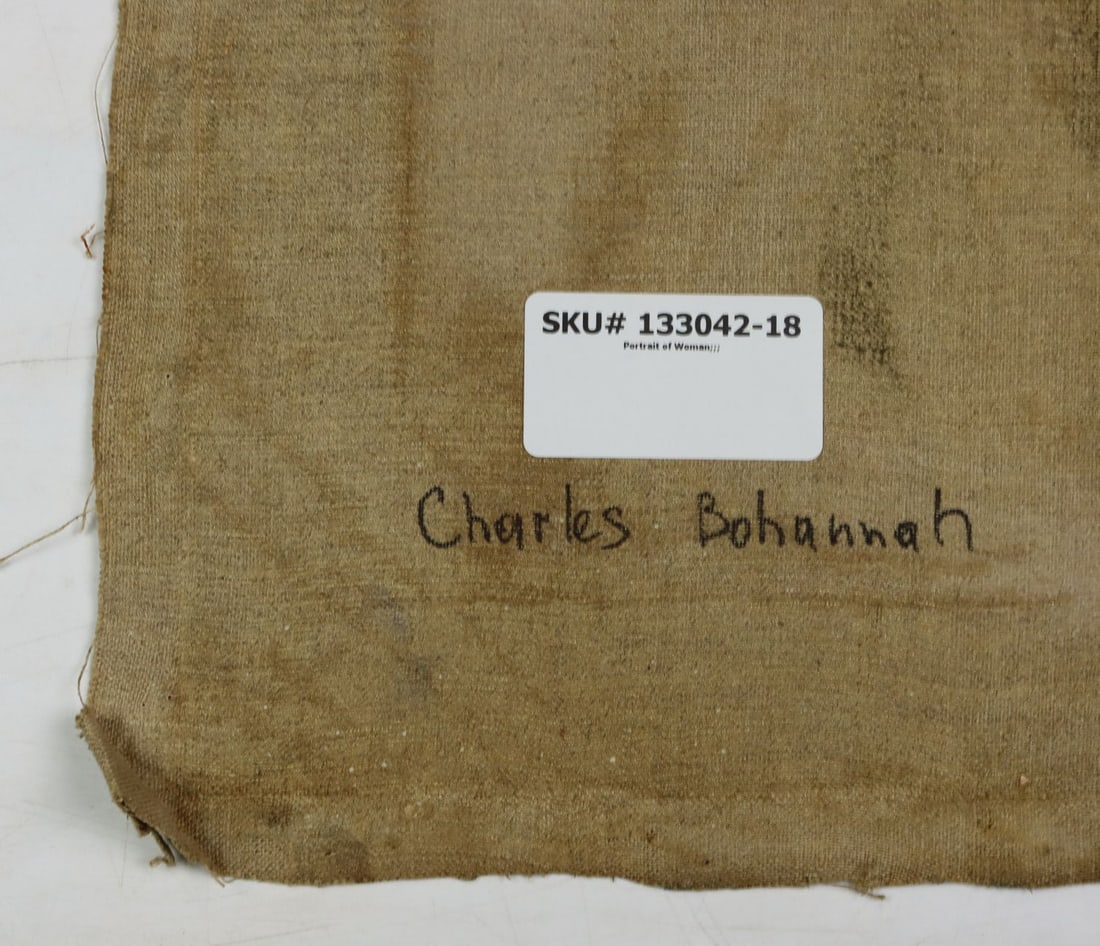 SKU# 133042-18
Portrait of Woman;;;
Charles Bohannah